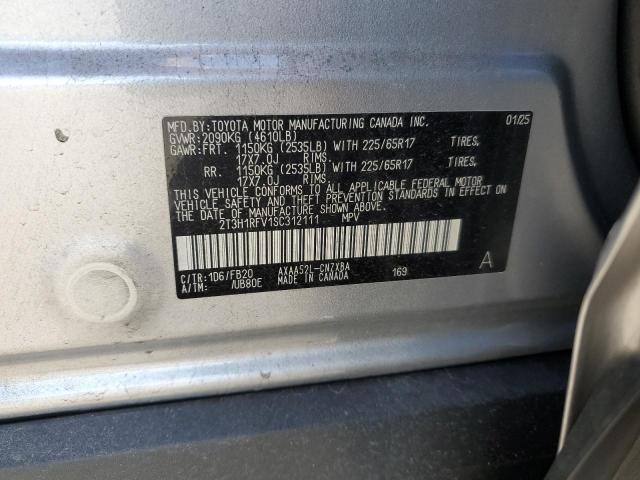 MFD.BY:TOYOTA MOTOR MANUFACTURING CANADA INC. 01/25
GVWR:2090KG (4610LB)
GAWR:FRT. 1150KG (2535LB) WITH 225/65R17 TIRES,
17X7.0J RIMS.
RR. 1150KG (2535LB) WITH 225/65R17 TIRES,
17X7.0J RIMS.
THIS VEHICLE CONFORMS TO ALL APPLICABLE FEDERAL MOTOR
VEHICLE SAFETY AND THEFT PREVENTION STANDARDS IN EFFECT ON
THE DATE OF MANUFACTURE SHOWN ABOVE.
2T3H1RFV1SC312111 MPV
C/TR:1D6/FB20 AXAA52L-CNZXBA 169 A
A/TM: /UB80E MADE IN CANADA